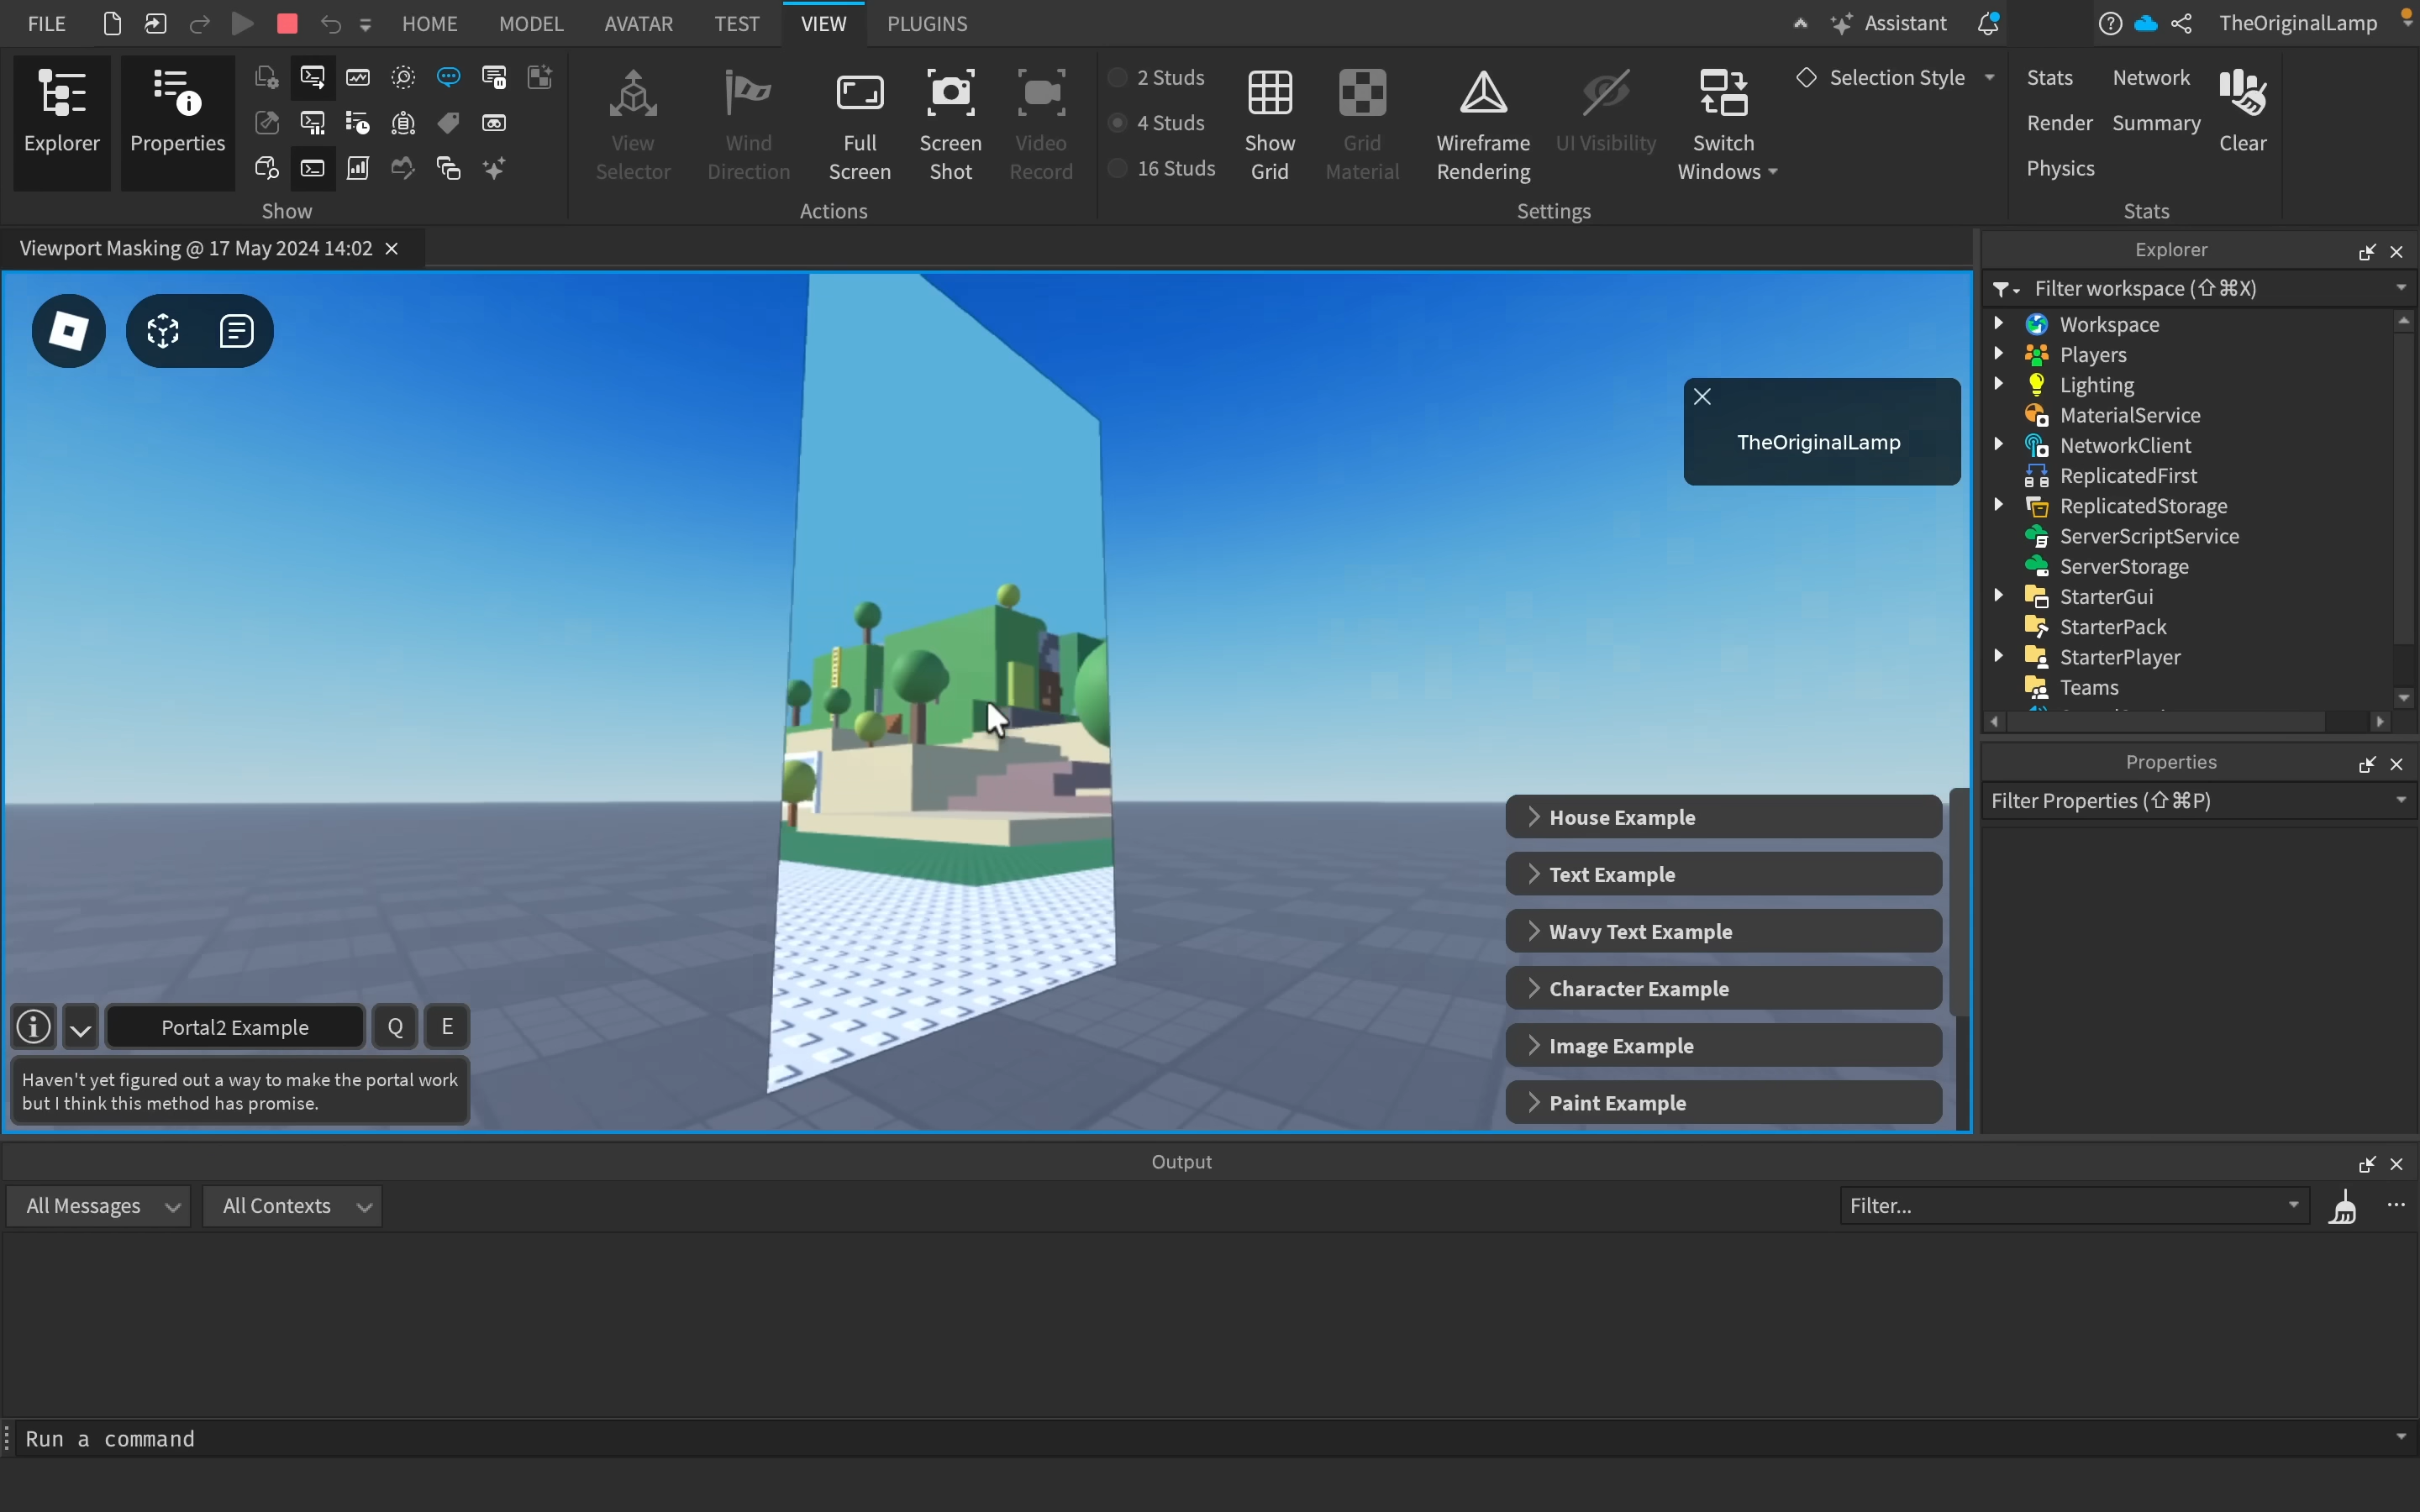 FILE
HOME
MODEL
AVATAR
TEST
VIEW
PLUGINS
Assistant
TheOriginalLamp
Explorer
Properties
Show
View
Selector
Wind
Direction
Full
Screen
Screen
Shot
Video
Record
Actions
2 Studs
4 Studs
16 Studs
Show
Grid
Grid
Material
Wireframe
Rendering
UI Visibility
Switch
Windows
Selection Style
Settings
Stats
Network
Render
Summary
Physics
Clear
Stats
Viewport Masking @ 17 May 2024 14:02
TheOriginalLamp
House Example
Text Example
Wavy Text Example
Character Example
Image Example
Paint Example
Portal2 Example
Q
E
Haven't yet figured out a way to make the portal work
but I think this method has promise.
Explorer
Filter workspace (⇧⌘X)
Workspace
Players
Lighting
MaterialService
NetworkClient
ReplicatedFirst
ReplicatedStorage
ServerScriptService
ServerStorage
StarterGui
StarterPack
StarterPlayer
Teams
Properties
Filter Properties (⇧⌘P)
Output
All Messages
All Contexts
Filter...
Run a command